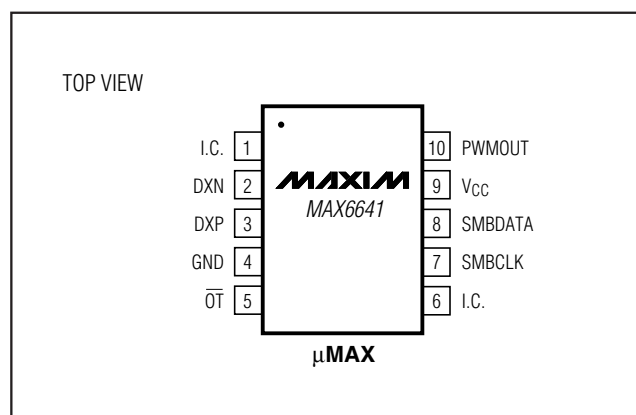 TOP VIEW
I.C. 1
DXN 2
DXP 3
GND 4
O̅T̅ 5
MAXIM
MAX6641
10 PWMOUT
9 VCC
8 SMBDATA
7 SMBCLK
6 I.C.
µMAX